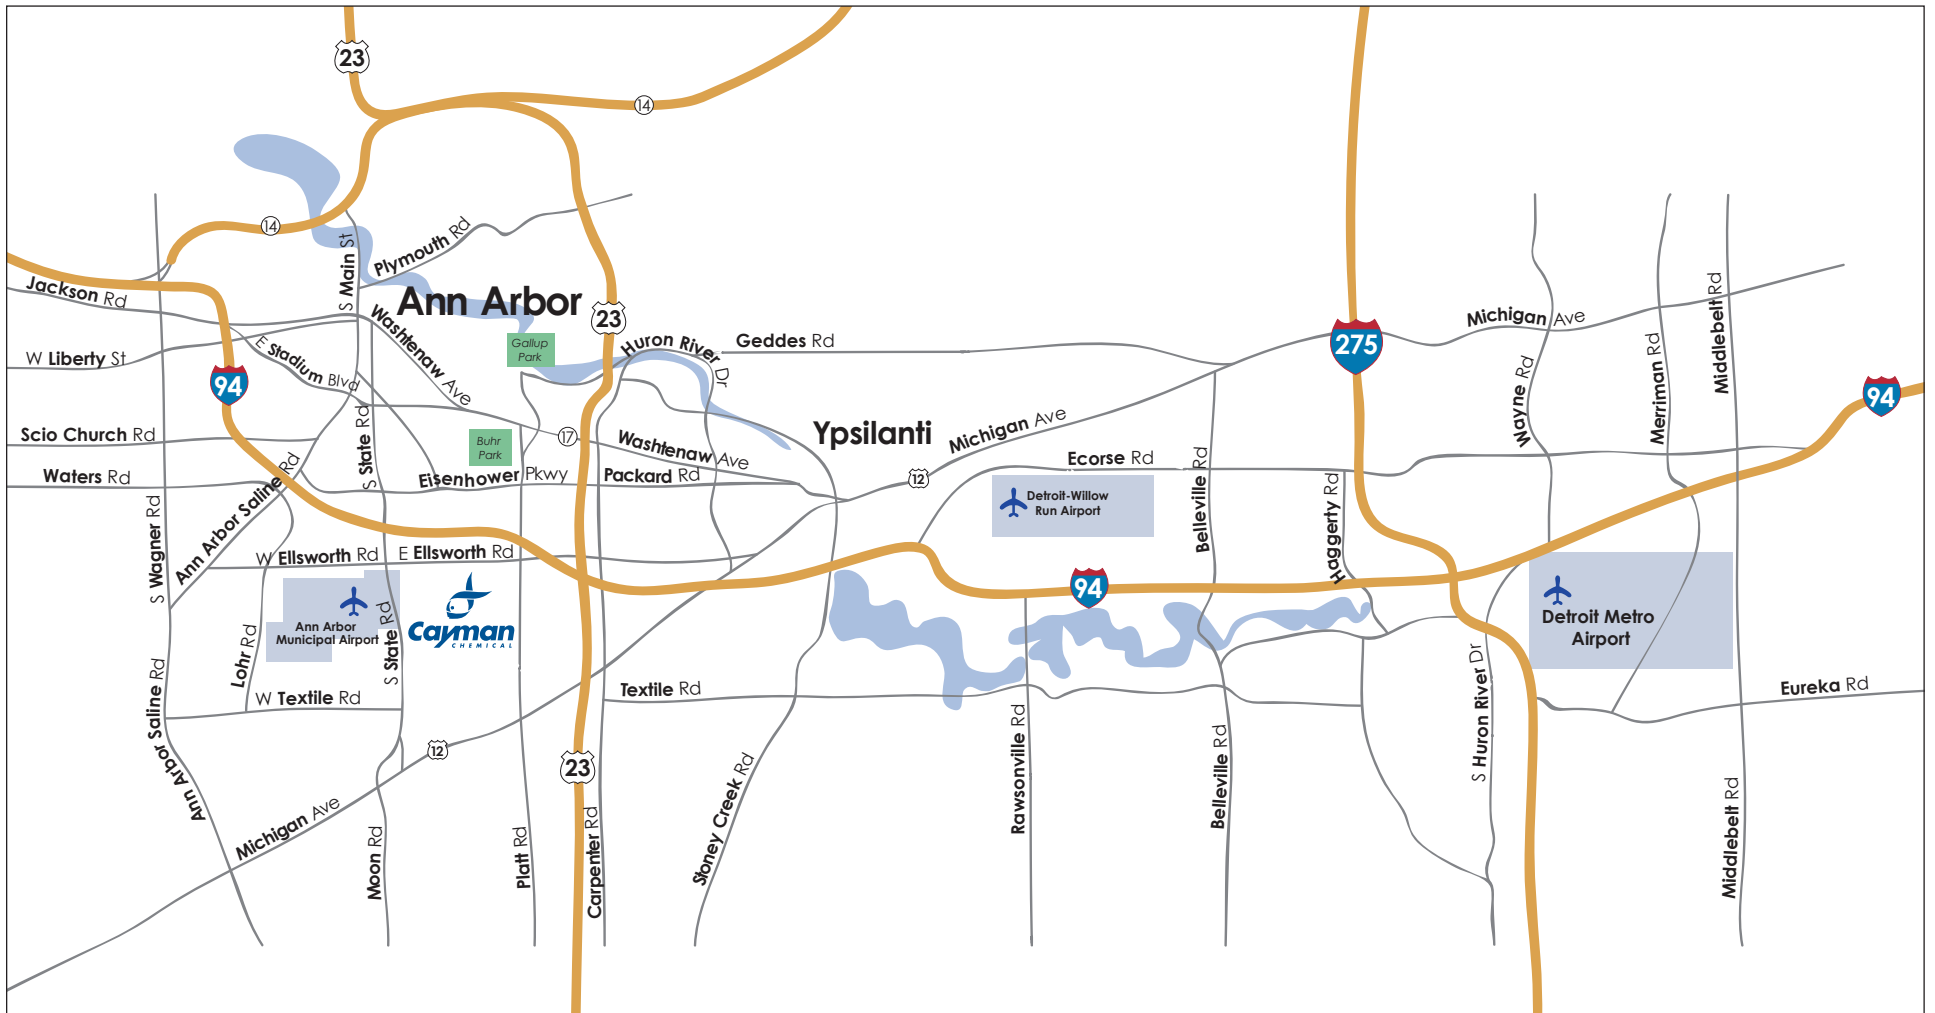 23
14
14
S Main St
Plymouth Rd
Jackson Rd
Ann Arbor
Washtenaw Ave
23
Gallup
Park
Huron River Dr
Geddes Rd
275
Michigan Ave
Middlebelt Rd
W Liberty St
E Stadium Blvd
94
Wayne Rd
Merriman Rd
94
Scio Church Rd
S State Rd
Buhr
Park
17
Washtenaw Ave
Ypsilanti
Michigan Ave
12
Ecorse Rd
Waters Rd
Ann Arbor Saline Rd
Eisenhower Pkwy
Packard Rd
Detroit-Willow
Run Airport
Belleville Rd
Haggerty Rd
S Wagner Rd
W Ellsworth Rd
E Ellsworth Rd
94
Ann Arbor
Municipal Airport
S State Rd
Cayman
CHEMICAL
Detroit Metro
Airport
Lohr Rd
Ann Arbor Saline Rd
W Textile Rd
Textile Rd
Eureka Rd
S Huron River Dr
12
23
Rawsonville Rd
Belleville Rd
Stoney Creek Rd
Michigan Ave
Moon Rd
Platt Rd
Carpenter Rd
Middlebelt Rd